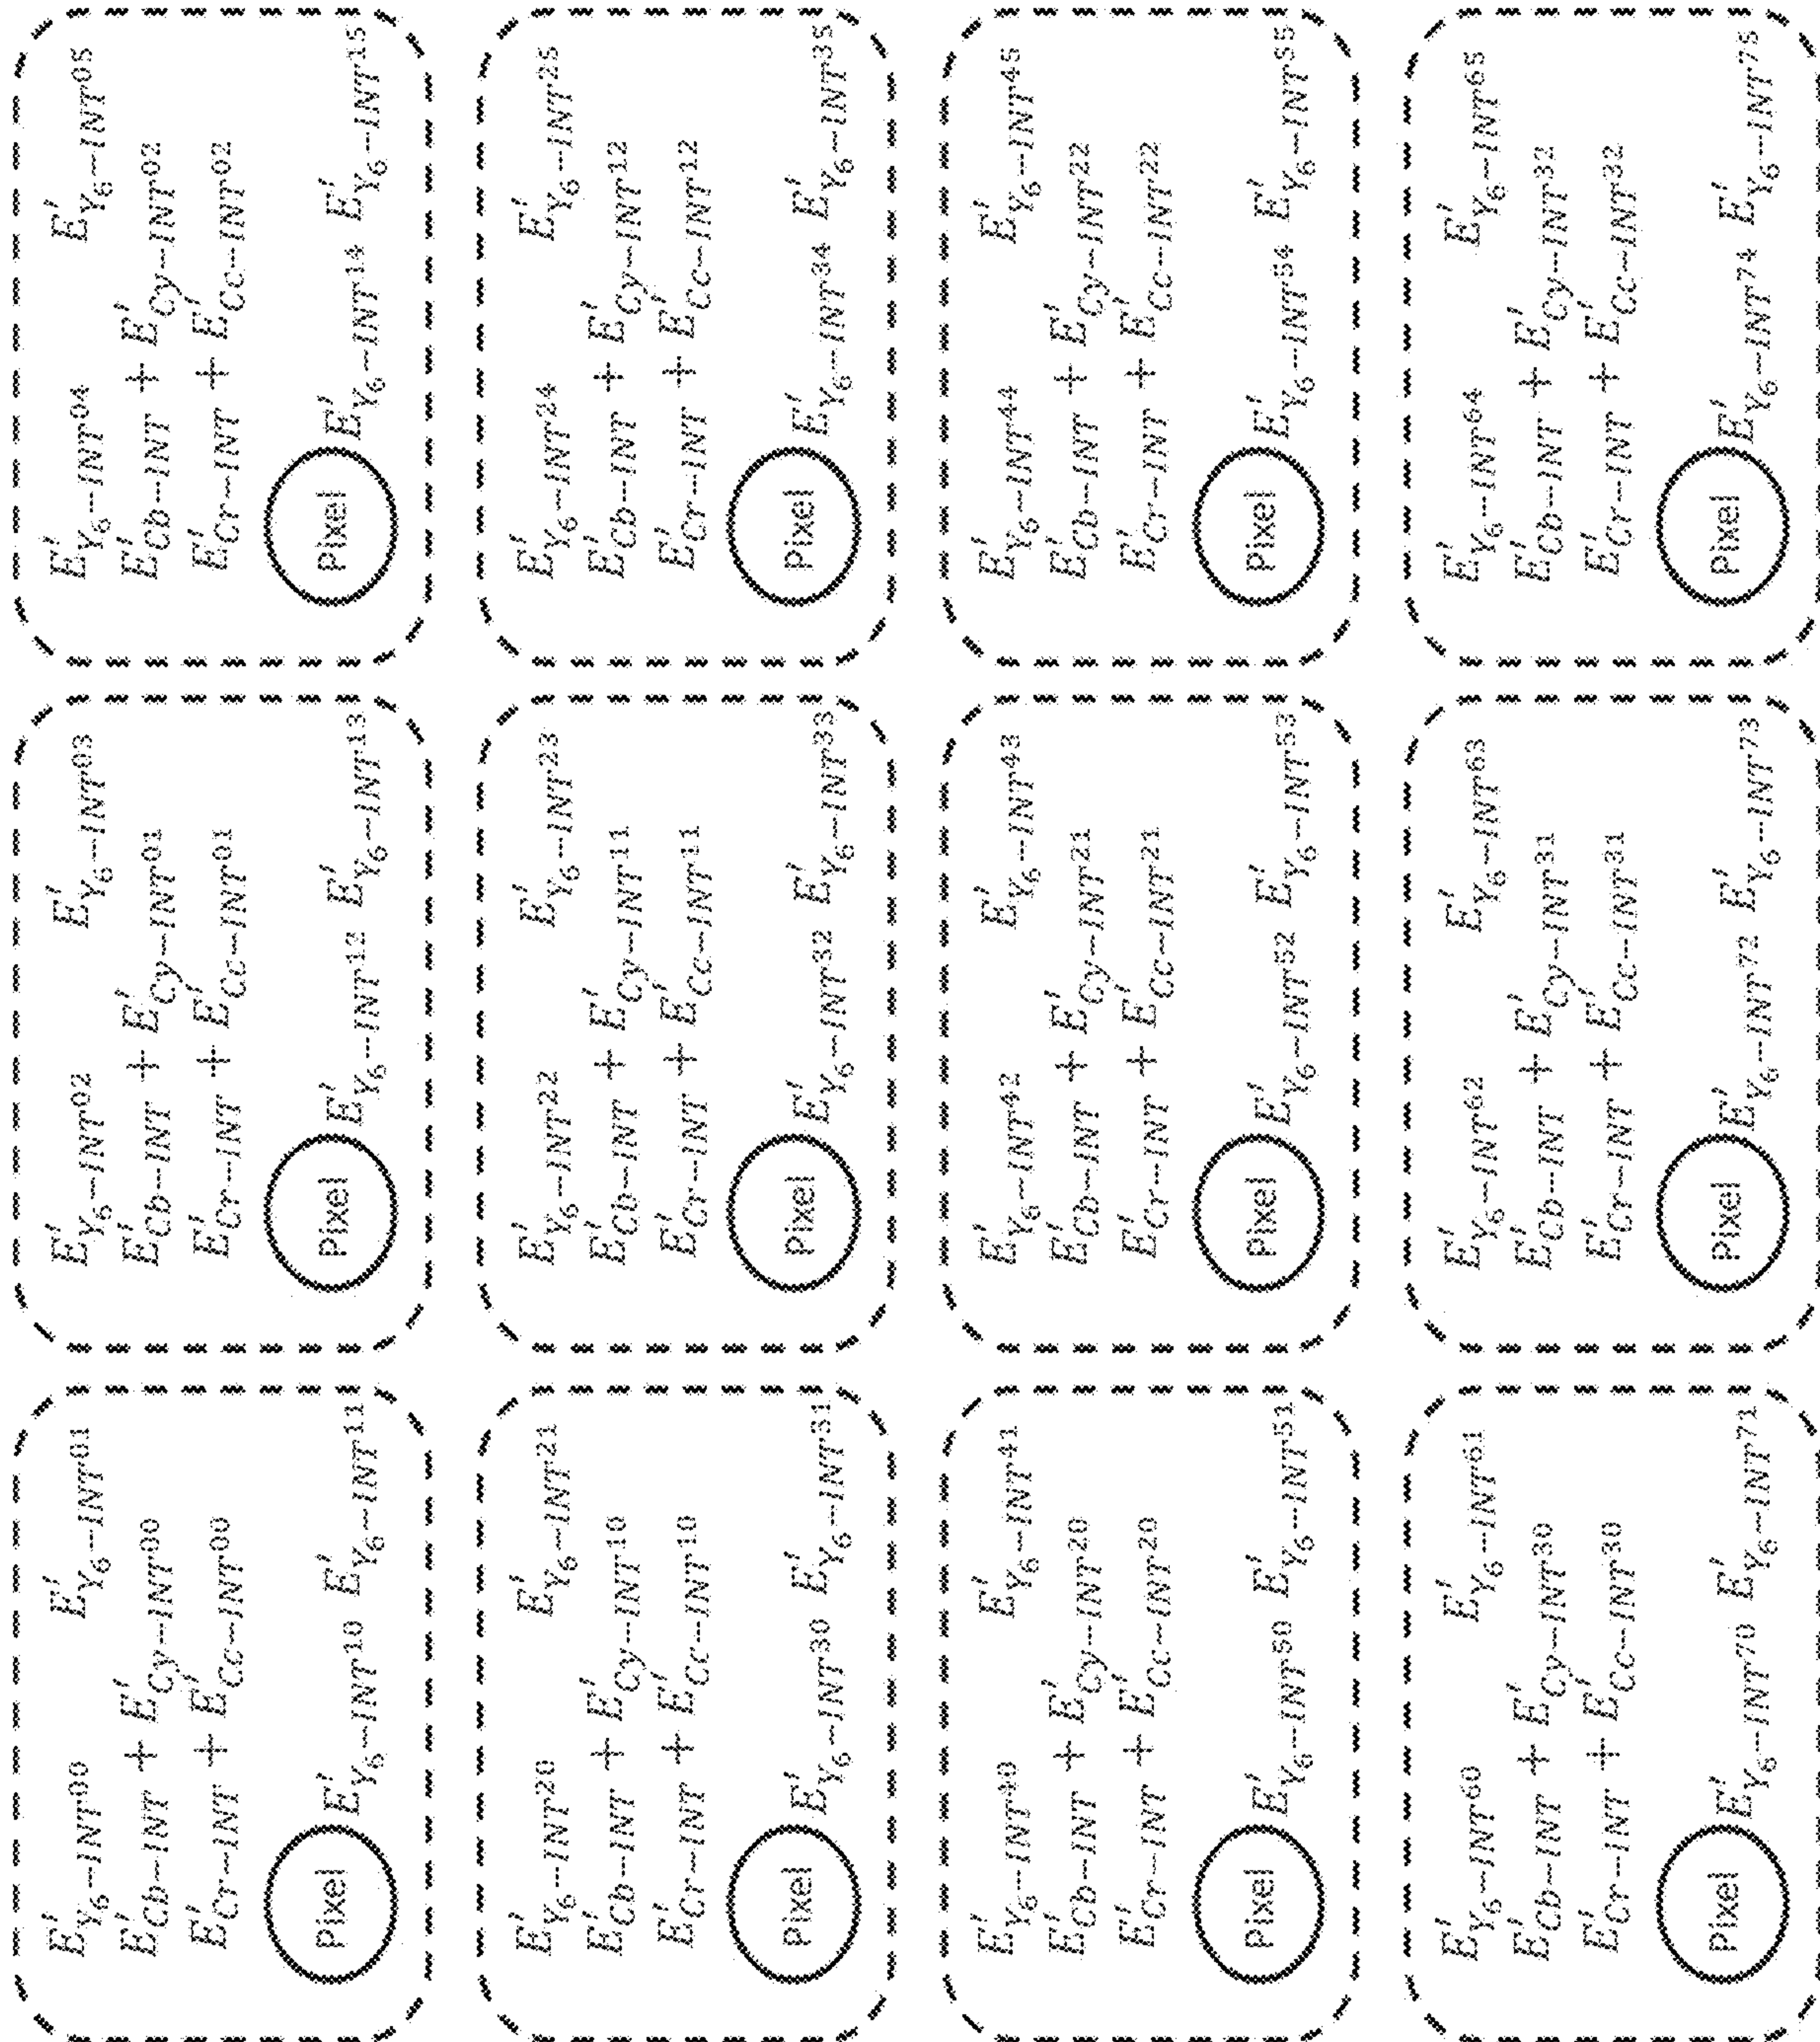 E′Y₆−INT⁰⁰ E′Y₆−INT⁰¹
E′Cb−INT + E′Cy−INT⁰⁰
E′Cr−INT + E′Cc−INT⁰⁰
Pixel E′Y₆−INT¹⁰ E′Y₆−INT¹¹
E′Y₆−INT⁰² E′Y₆−INT⁰³
E′Cb−INT + E′Cy−INT⁰¹
E′Cr−INT + E′Cc−INT⁰¹
Pixel E′Y₆−INT¹² E′Y₆−INT¹³
E′Y₆−INT⁰⁴ E′Y₆−INT⁰⁵
E′Cb−INT + E′Cy−INT⁰²
E′Cr−INT + E′Cc−INT⁰²
Pixel E′Y₆−INT¹⁴ E′Y₆−INT¹⁵
E′Y₆−INT²⁰ E′Y₆−INT²¹
E′Cb−INT + E′Cy−INT¹⁰
E′Cr−INT + E′Cc−INT¹⁰
Pixel E′Y₆−INT³⁰ E′Y₆−INT³¹
E′Y₆−INT²² E′Y₆−INT²³
E′Cb−INT + E′Cy−INT¹¹
E′Cr−INT + E′Cc−INT¹¹
Pixel E′Y₆−INT³² E′Y₆−INT³³
E′Y₆−INT²⁴ E′Y₆−INT²⁵
E′Cb−INT + E′Cy−INT¹²
E′Cr−INT + E′Cc−INT¹²
Pixel E′Y₆−INT³⁴ E′Y₆−INT³⁵
E′Y₆−INT⁴⁰ E′Y₆−INT⁴¹
E′Cb−INT + E′Cy−INT²⁰
E′Cr−INT + E′Cc−INT²⁰
Pixel E′Y₆−INT⁵⁰ E′Y₆−INT⁵¹
E′Y₆−INT⁴² E′Y₆−INT⁴³
E′Cb−INT + E′Cy−INT²¹
E′Cr−INT + E′Cc−INT²¹
Pixel E′Y₆−INT⁵² E′Y₆−INT⁵³
E′Y₆−INT⁴⁴ E′Y₆−INT⁴⁵
E′Cb−INT + E′Cy−INT²²
E′Cr−INT + E′Cc−INT²²
Pixel E′Y₆−INT⁵⁴ E′Y₆−INT⁵⁵
E′Y₆−INT⁶⁰ E′Y₆−INT⁶¹
E′Cb−INT + E′Cy−INT³⁰
E′Cr−INT + E′Cc−INT³⁰
Pixel E′Y₆−INT⁷⁰ E′Y₆−INT⁷¹
E′Y₆−INT⁶² E′Y₆−INT⁶³
E′Cb−INT + E′Cy−INT³¹
E′Cr−INT + E′Cc−INT³¹
Pixel E′Y₆−INT⁷² E′Y₆−INT⁷³
E′Y₆−INT⁶⁴ E′Y₆−INT⁶⁵
E′Cb−INT + E′Cy−INT³²
E′Cr−INT + E′Cc−INT³²
Pixel E′Y₆−INT⁷⁴ E′Y₆−INT⁷⁵